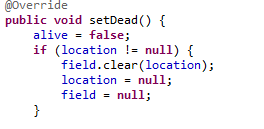 @Override
public void setDead() {
    alive = false;
    if (location != null) {
        field.clear(location);
        location = null;
        field = null;
    }